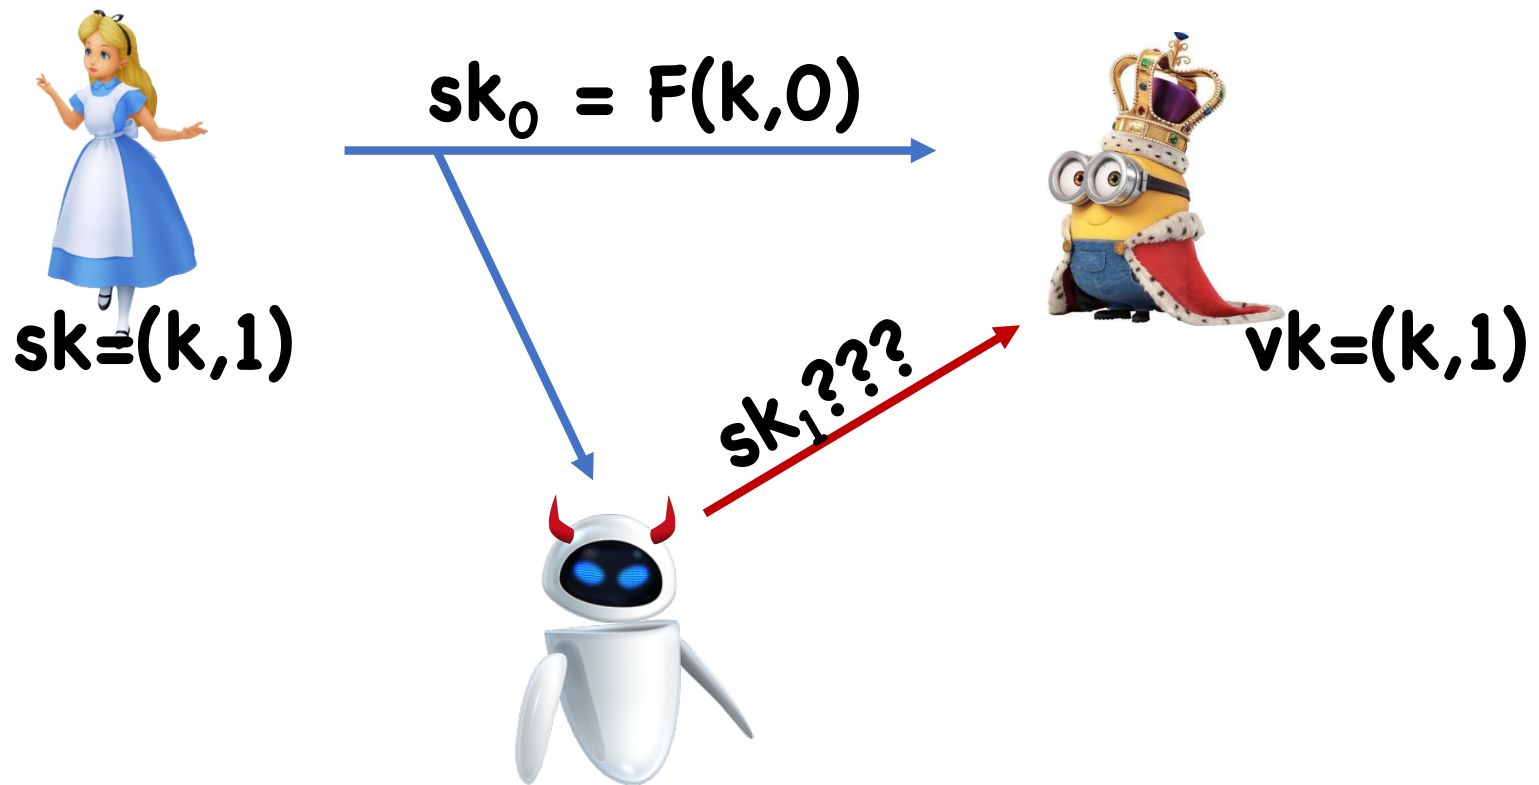 sk₀ = F(k,0)
sk=(k,1)
vk=(k,1)
sk₁???